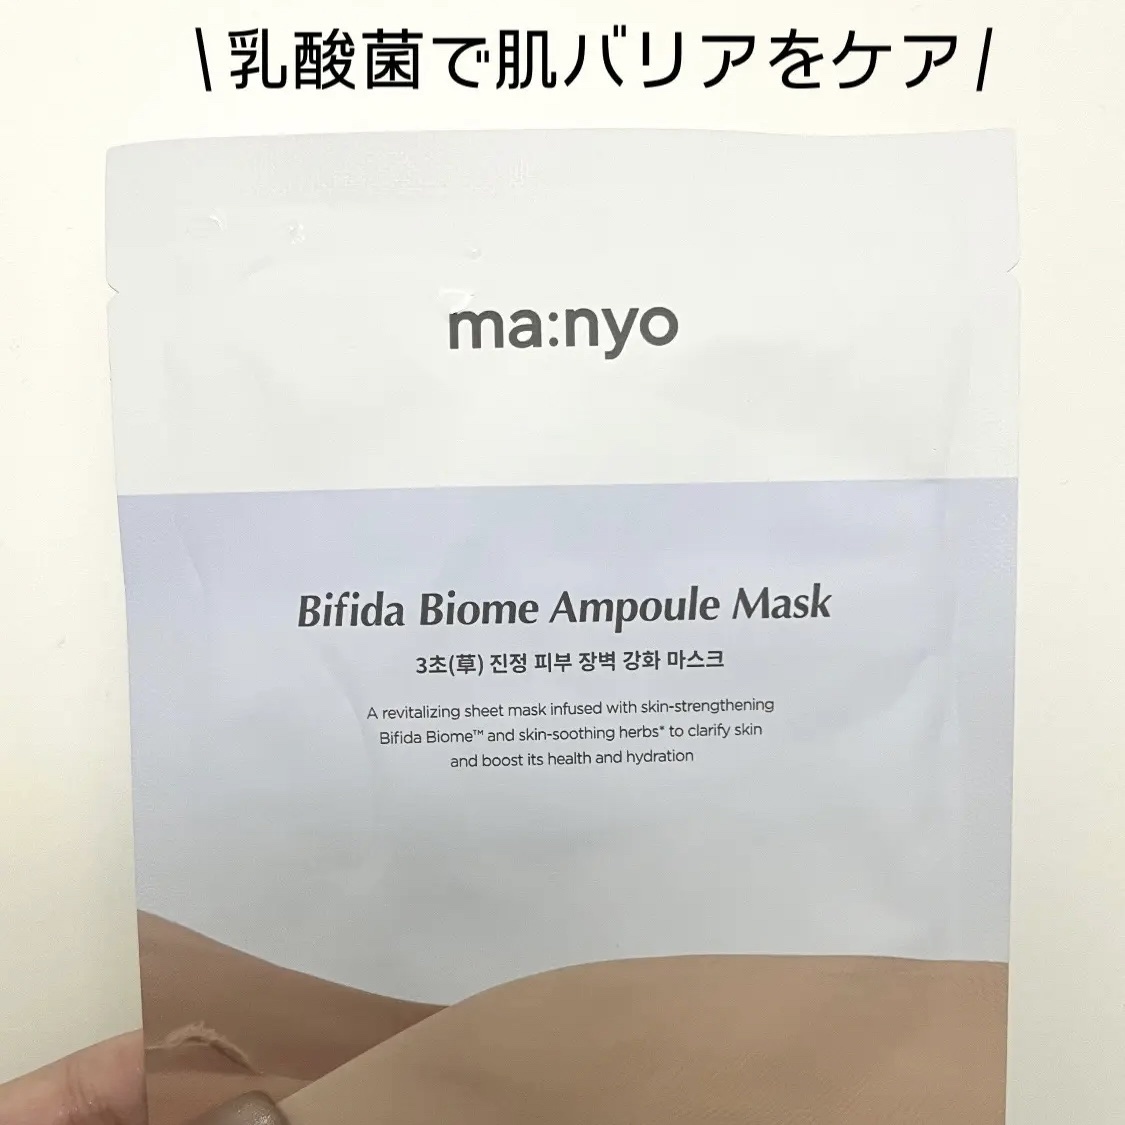 \乳酸菌で肌バリアをケア/
ma:nyo
Bifida Biome Ampoule Mask
3초(草) 진정 피부 장벽 강화 마스크
A revitalizing sheet mask infused with skin-strengthening
Bifida Biome™ and skin-soothing herbs* to clarify skin
and boost its health and hydration